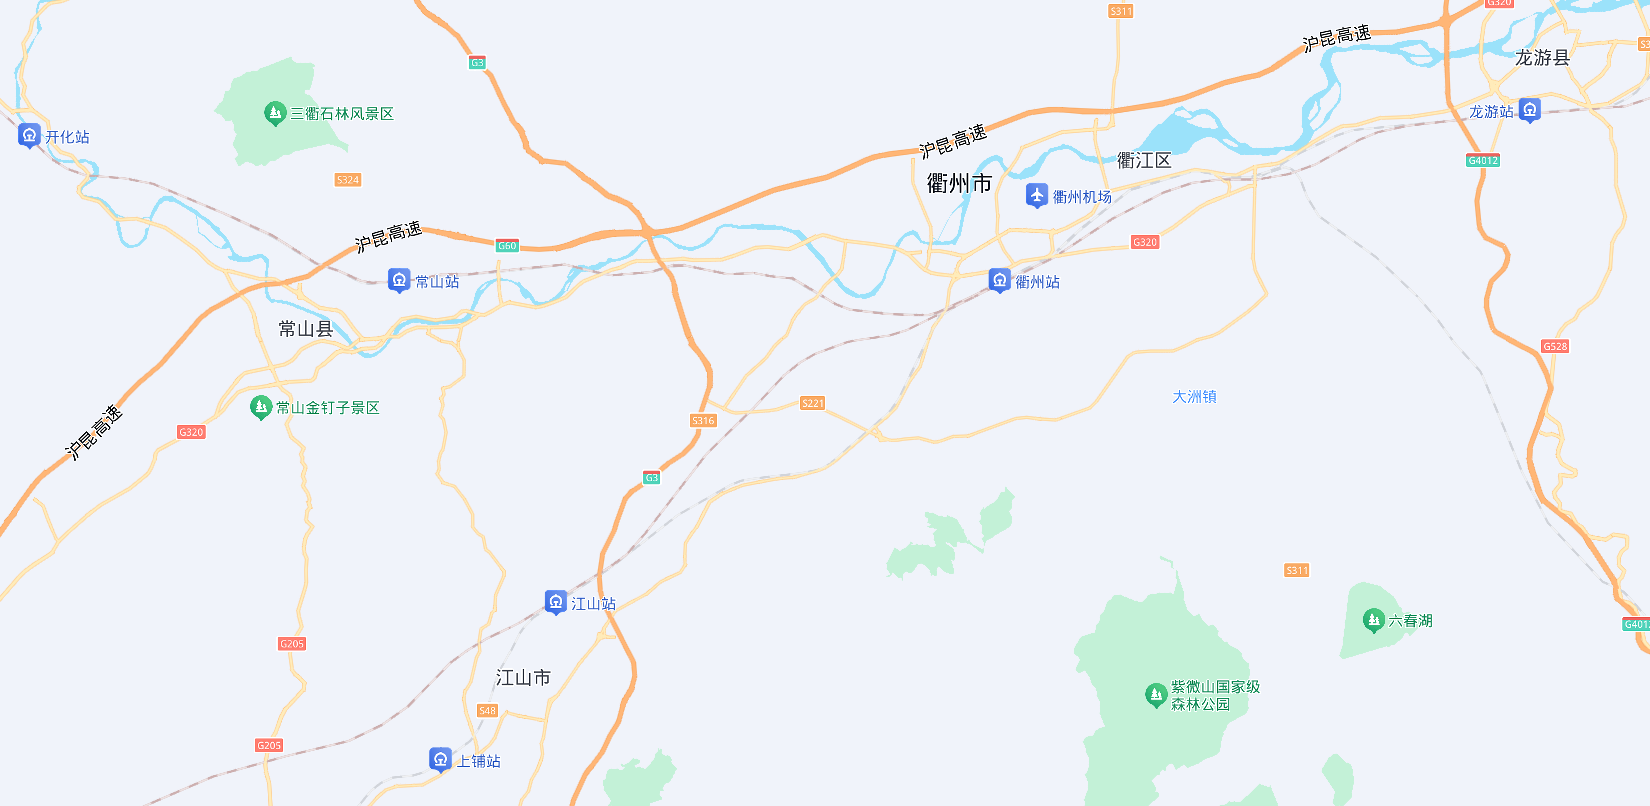 S311
G320
沪昆高速
龙游县
S3
G3
三衢石林风景区
龙游站
开化站
沪昆高速
衢江区
G4012
S324
衢州市
衢州机场
沪昆高速
G60
G320
常山站
衢州站
常山县
G528
大洲镇
常山金钉子景区
S221
沪昆高速
G320
S316
G3
S311
江山站
六春湖
G4012
G205
江山市
紫微山国家级
森林公园
S48
G205
上铺站